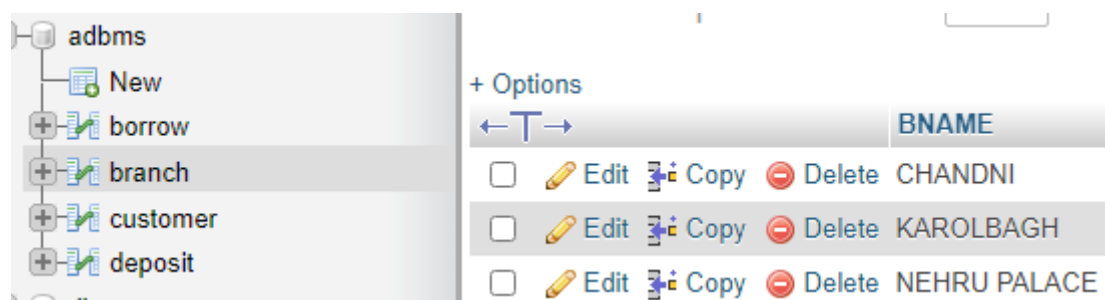 adbms
New
borrow
branch
customer
deposit
+ Options
BNAME
Edit Copy Delete CHANDNI
Edit Copy Delete KAROLBAGH
Edit Copy Delete NEHRU PALACE